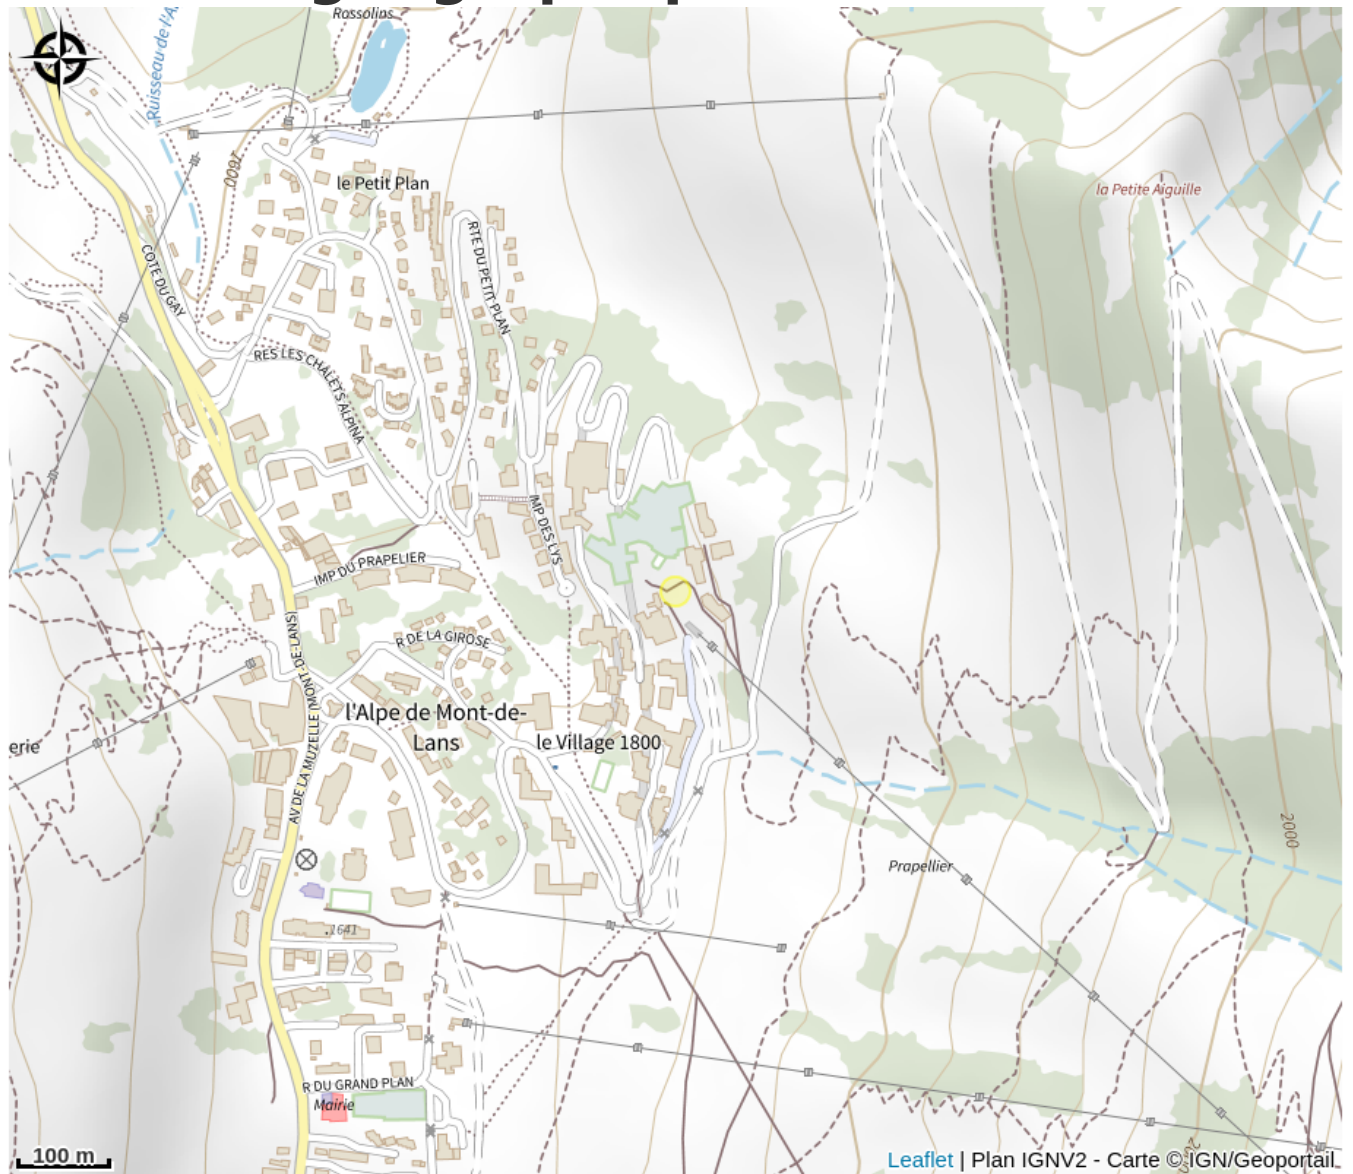 Rossolins
Ruisseau de l'A
1600
le Petit Plan
la Petite Aiguille
COTE DU GAY
RTE DU PETIT PLAN
RES LES CHALETS ALPINA
IMP DES LYS
IMP DU PRAPELIER
R DE LA GIROSE
AV DE LA MUZELLE (MONT-DE-LANS)
l'Alpe de Mont-de-
Lans
le Village 1800
erie
2000
Prapellier
1641
R DU GRAND PLAN
Mairie
100 m
Leaflet | Plan IGNV2 - Carte © IGN/Geoportail